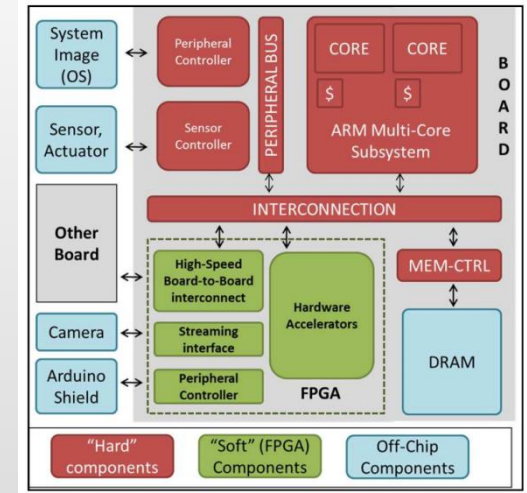 System
Image
(OS)
Peripheral
Controller
PERIPHERAL BUS
CORE
CORE
$
$
ARM Multi-Core
Subsystem
BOARD
Sensor,
Actuator
Sensor
Controller
INTERCONNECTION
Other
Board
High-Speed
Board-to-Board
interconnect
Hardware
Accelerators
MEM-CTRL
Camera
Streaming
interface
DRAM
Arduino
Shield
Peripheral
Controller
FPGA
"Hard"
components
"Soft" (FPGA)
Components
Off-Chip
Components